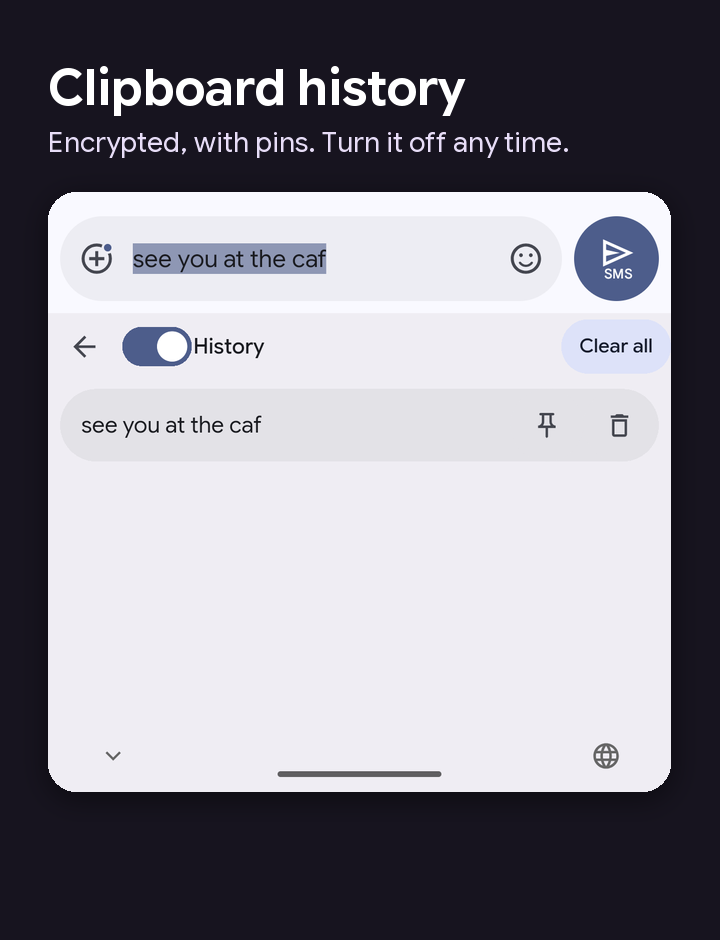 Clipboard history
Encrypted, with pins. Turn it off any time.
see you at the caf
SMS
History
Clear all
see you at the caf